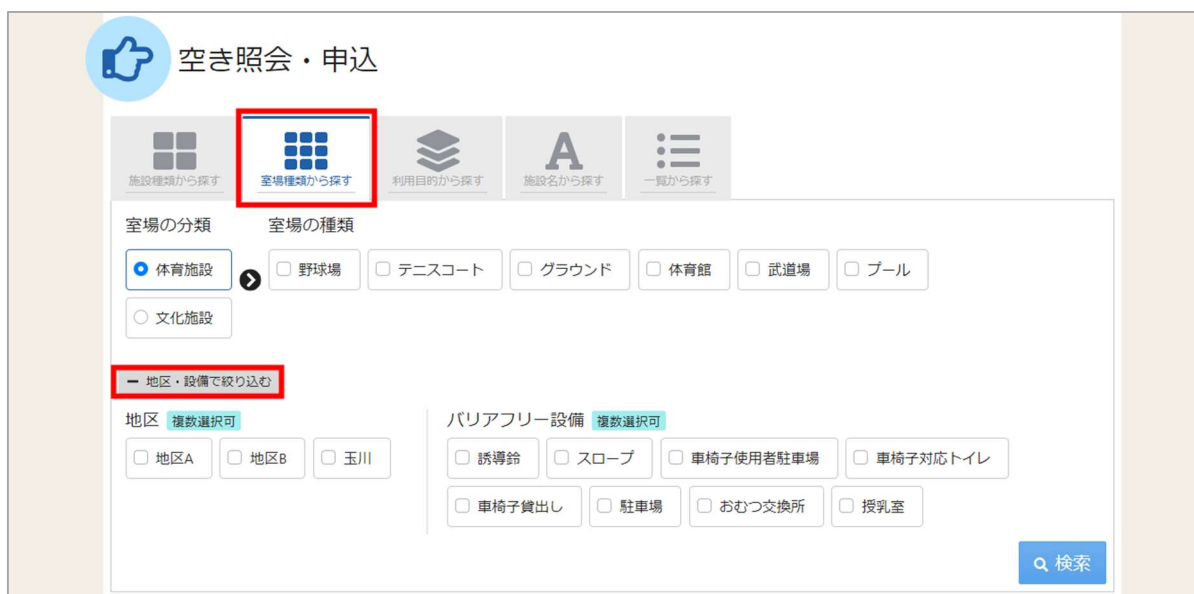 空き照会・申込
施設種類から探す 室場種類から探す 利用目的から探す 施設名から探す 一覧から探す
室場の分類 室場の種類
体育施設 野球場 テニスコート グラウンド 体育館 武道場 プール
文化施設
地区・設備で絞り込む
地区 複数選択可 バリアフリー設備 複数選択可
地区A 地区B 玉川 誘導鈴 スロープ 車椅子使用者駐車場 車椅子対応トイレ
車椅子貸出し 駐車場 おむつ交換所 授乳室
検索